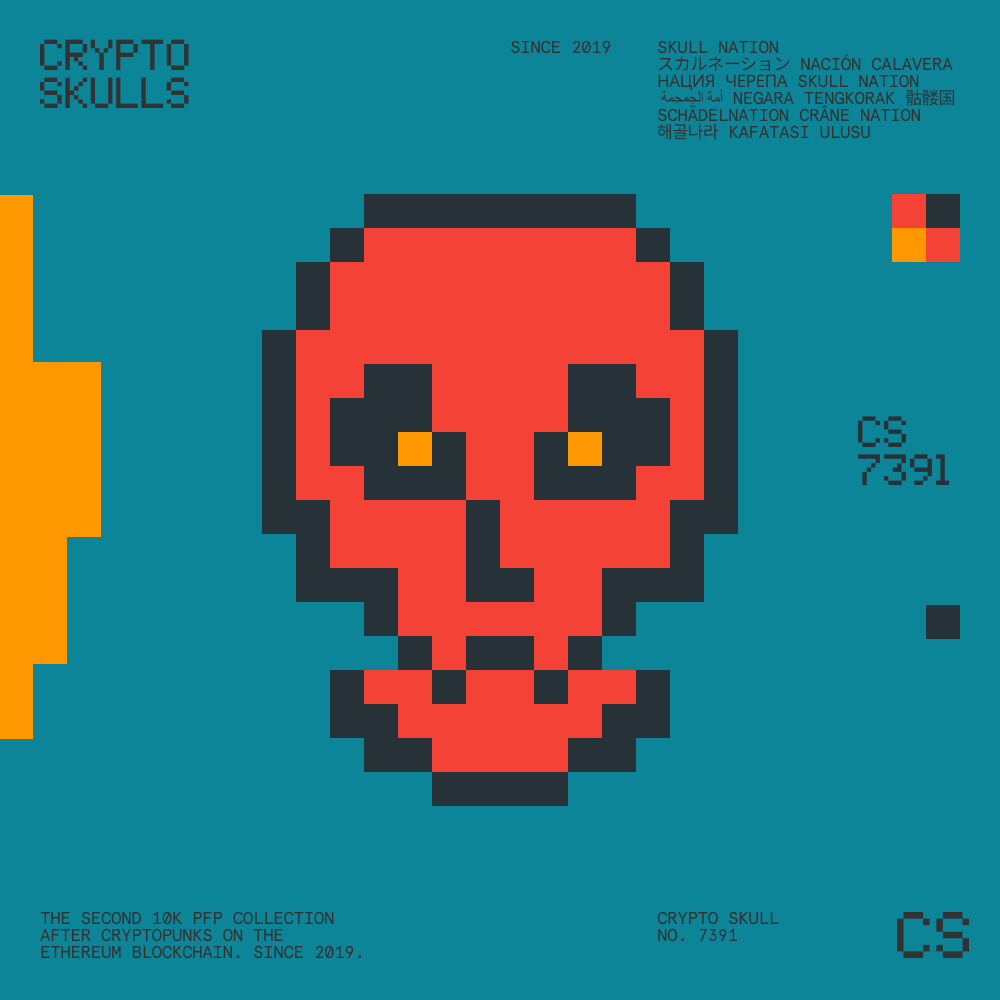 CRYPTO
SKULLS
SINCE 2019
SKULL NATION
スカルネーション NACIÓN CALAVERA
НАЦИЯ ЧЕРЕПА SKULL NATION
أمة الجمجمة NEGARA TENGKORAK 骷髅国
SCHÄDELNATION CRÂNE NATION
해골나라 KAFATASI ULUSU
CS
7391
THE SECOND 10K PFP COLLECTION
AFTER CRYPTOPUNKS ON THE
ETHEREUM BLOCKCHAIN. SINCE 2019.
CRYPTO SKULL
NO. 7391
CS